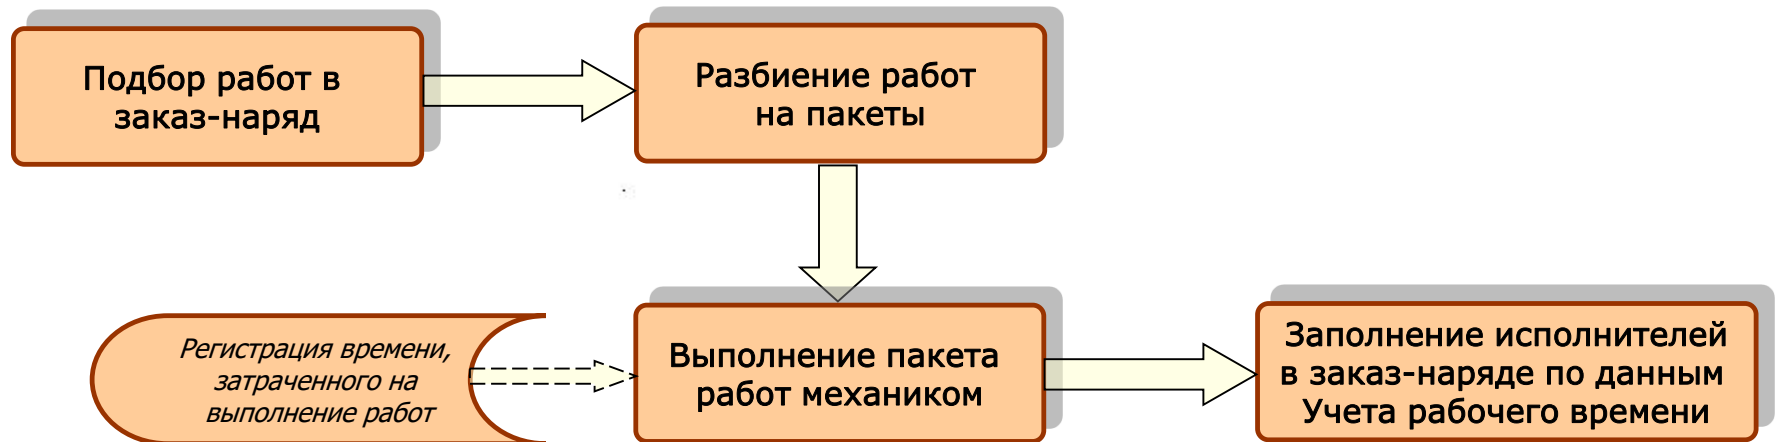 Подбор работ в
заказ-наряд
Разбиение работ
на пакеты
Регистрация времени,
затраченного на
выполнение работ
Выполнение пакета
работ механиком
Заполнение исполнителей
в заказ-наряде по данным
Учета рабочего времени